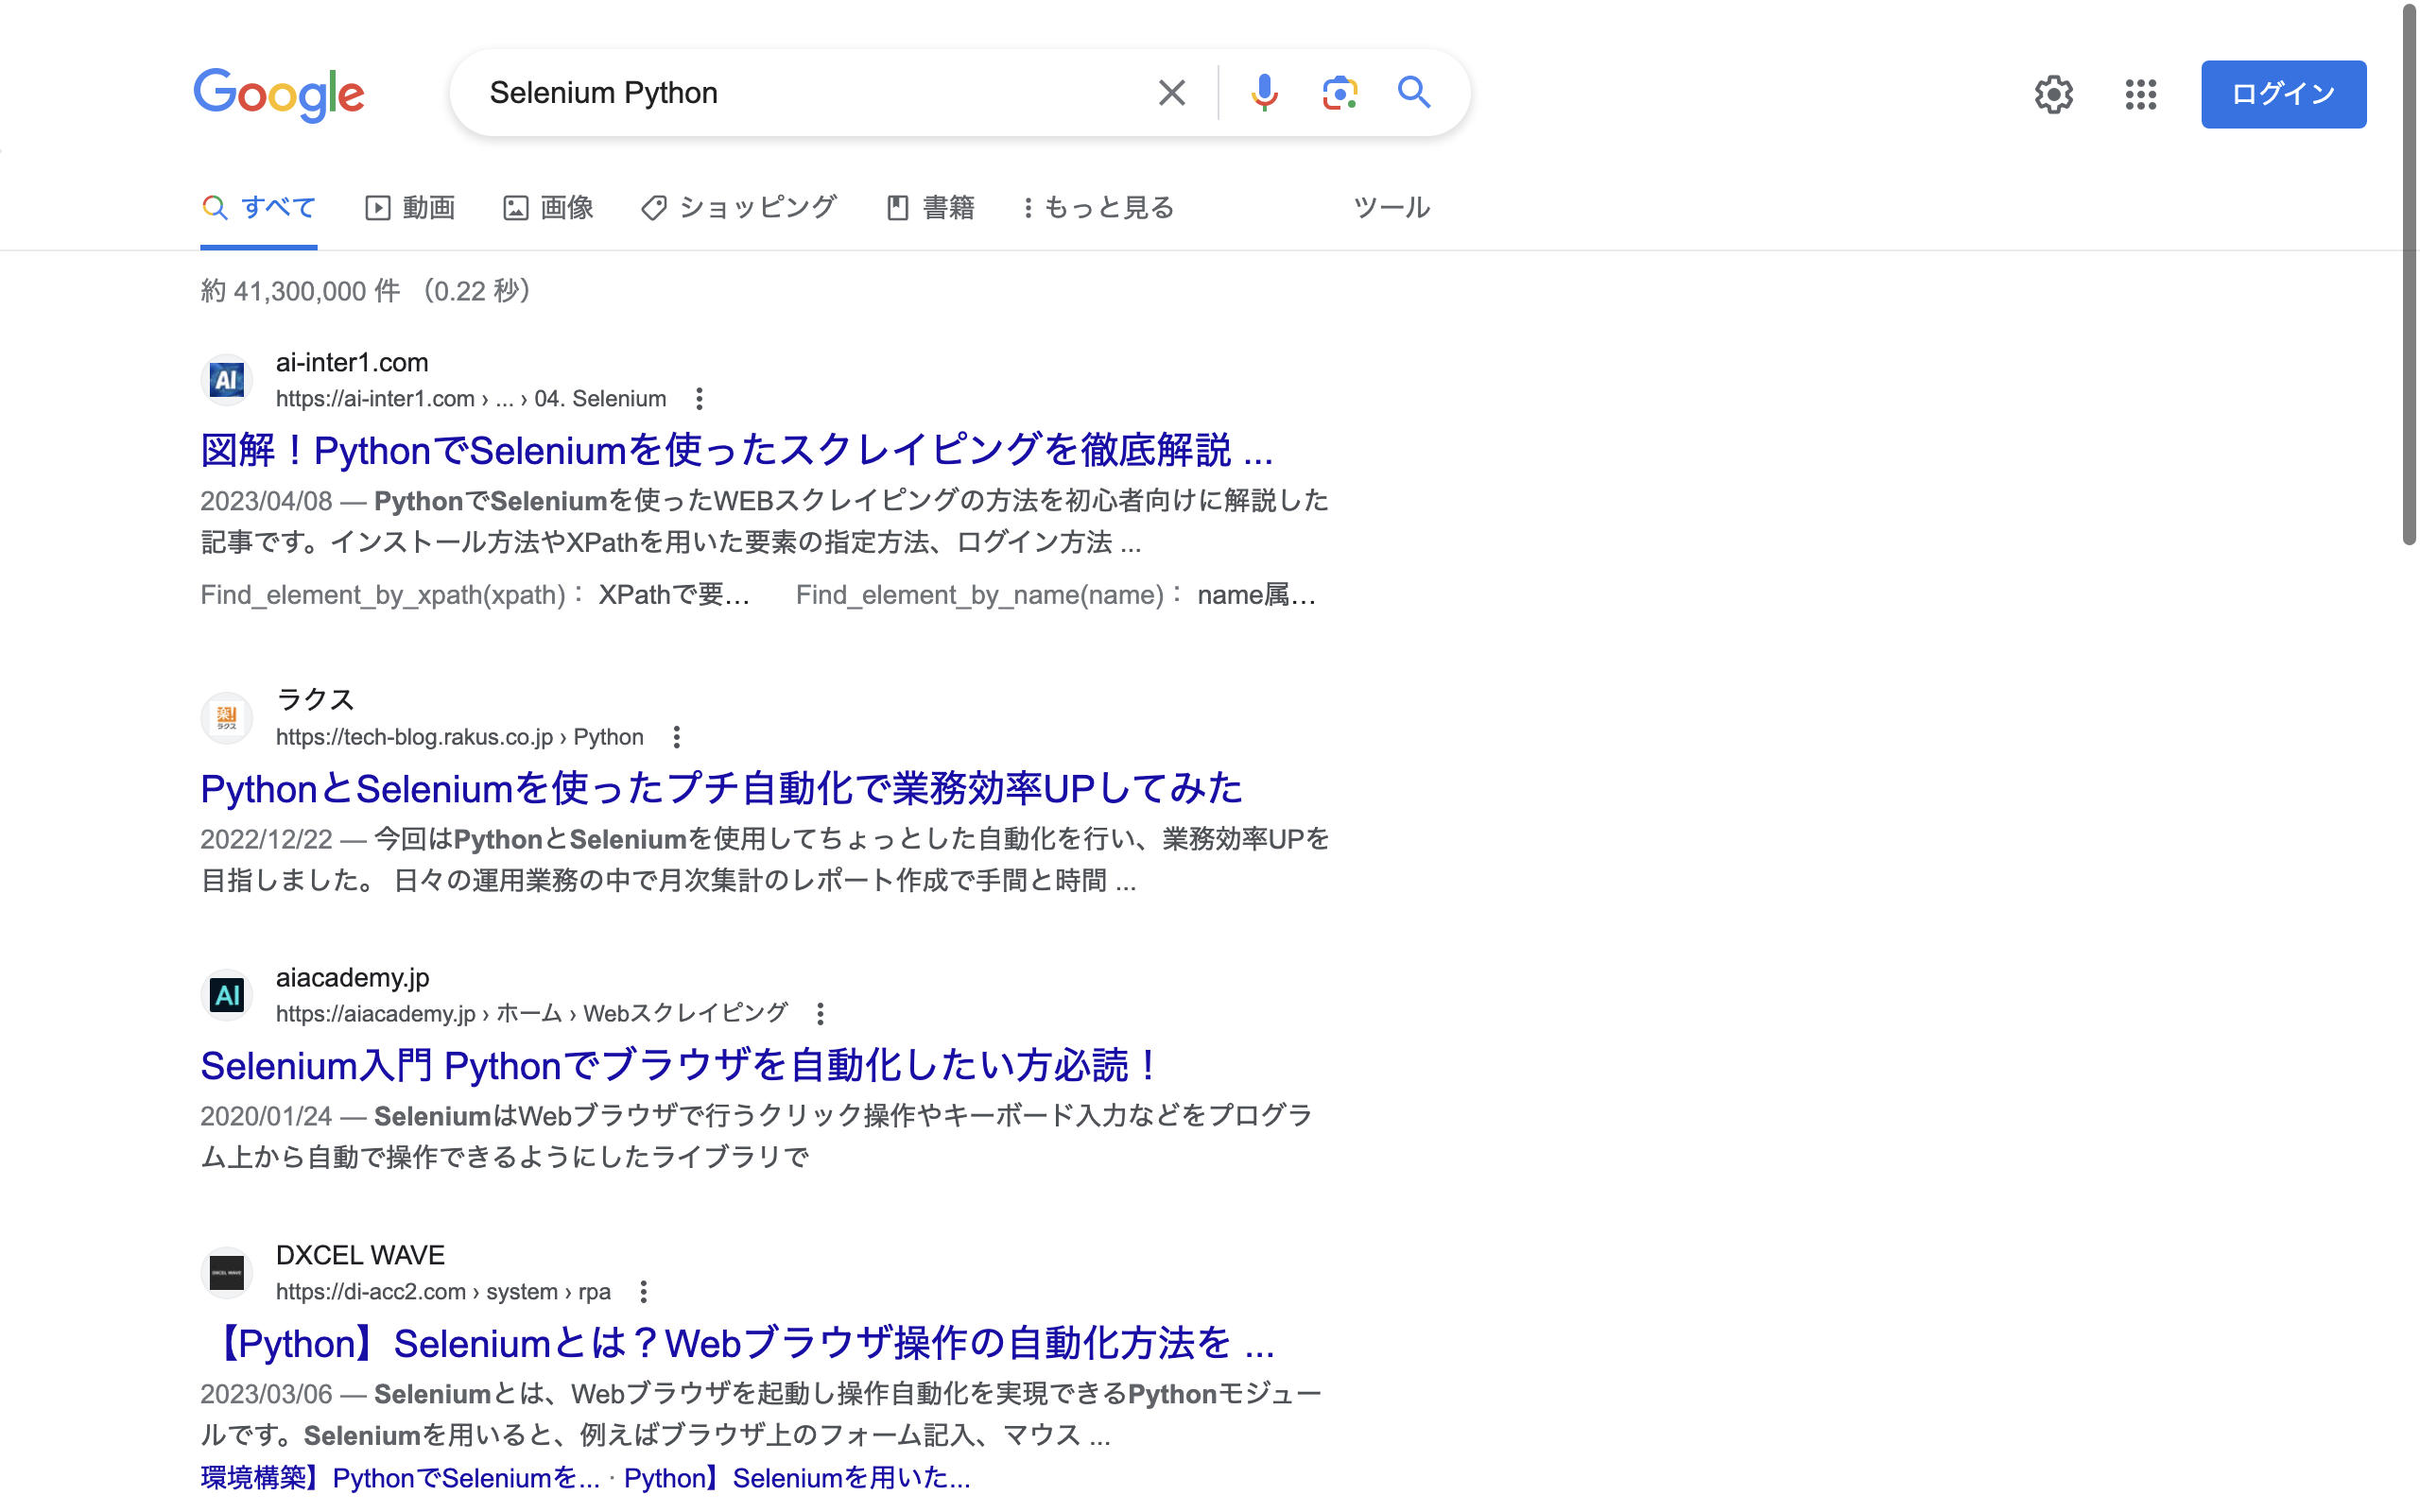 Google
Selenium Python
ログイン
すべて 動画 画像 ショッピング 書籍 もっと見る ツール
約 41,300,000 件 （0.22 秒）
AI
ai-inter1.com
https://ai-inter1.com › ... › 04. Selenium
図解！PythonでSeleniumを使ったスクレイピングを徹底解説 ...
2023/04/08 — PythonでSeleniumを使ったWEBスクレイピングの方法を初心者向けに解説した
記事です。インストール方法やXPathを用いた要素の指定方法、ログイン方法 ...
Find_element_by_xpath(xpath)： XPathで要... Find_element_by_name(name)： name属...
楽!
ラクス
ラクス
https://tech-blog.rakus.co.jp › Python
PythonとSeleniumを使ったプチ自動化で業務効率UPしてみた
2022/12/22 — 今回はPythonとSeleniumを使用してちょっとした自動化を行い、業務効率UPを
目指しました。 日々の運用業務の中で月次集計のレポート作成で手間と時間 ...
AI
aiacademy.jp
https://aiacademy.jp › ホーム › Webスクレイピング
Selenium入門 Pythonでブラウザを自動化したい方必読！
2020/01/24 — SeleniumはWebブラウザで行うクリック操作やキーボード入力などをプログラ
ム上から自動で操作できるようにしたライブラリで
DXCEL WAVE
DXCEL WAVE
https://di-acc2.com › system › rpa
【Python】Seleniumとは？Webブラウザ操作の自動化方法を ...
2023/03/06 — Seleniumとは、Webブラウザを起動し操作自動化を実現できるPythonモジュー
ルです。Seleniumを用いると、例えばブラウザ上のフォーム記入、マウス ...
環境構築】PythonでSeleniumを... · Python】Seleniumを用いた...